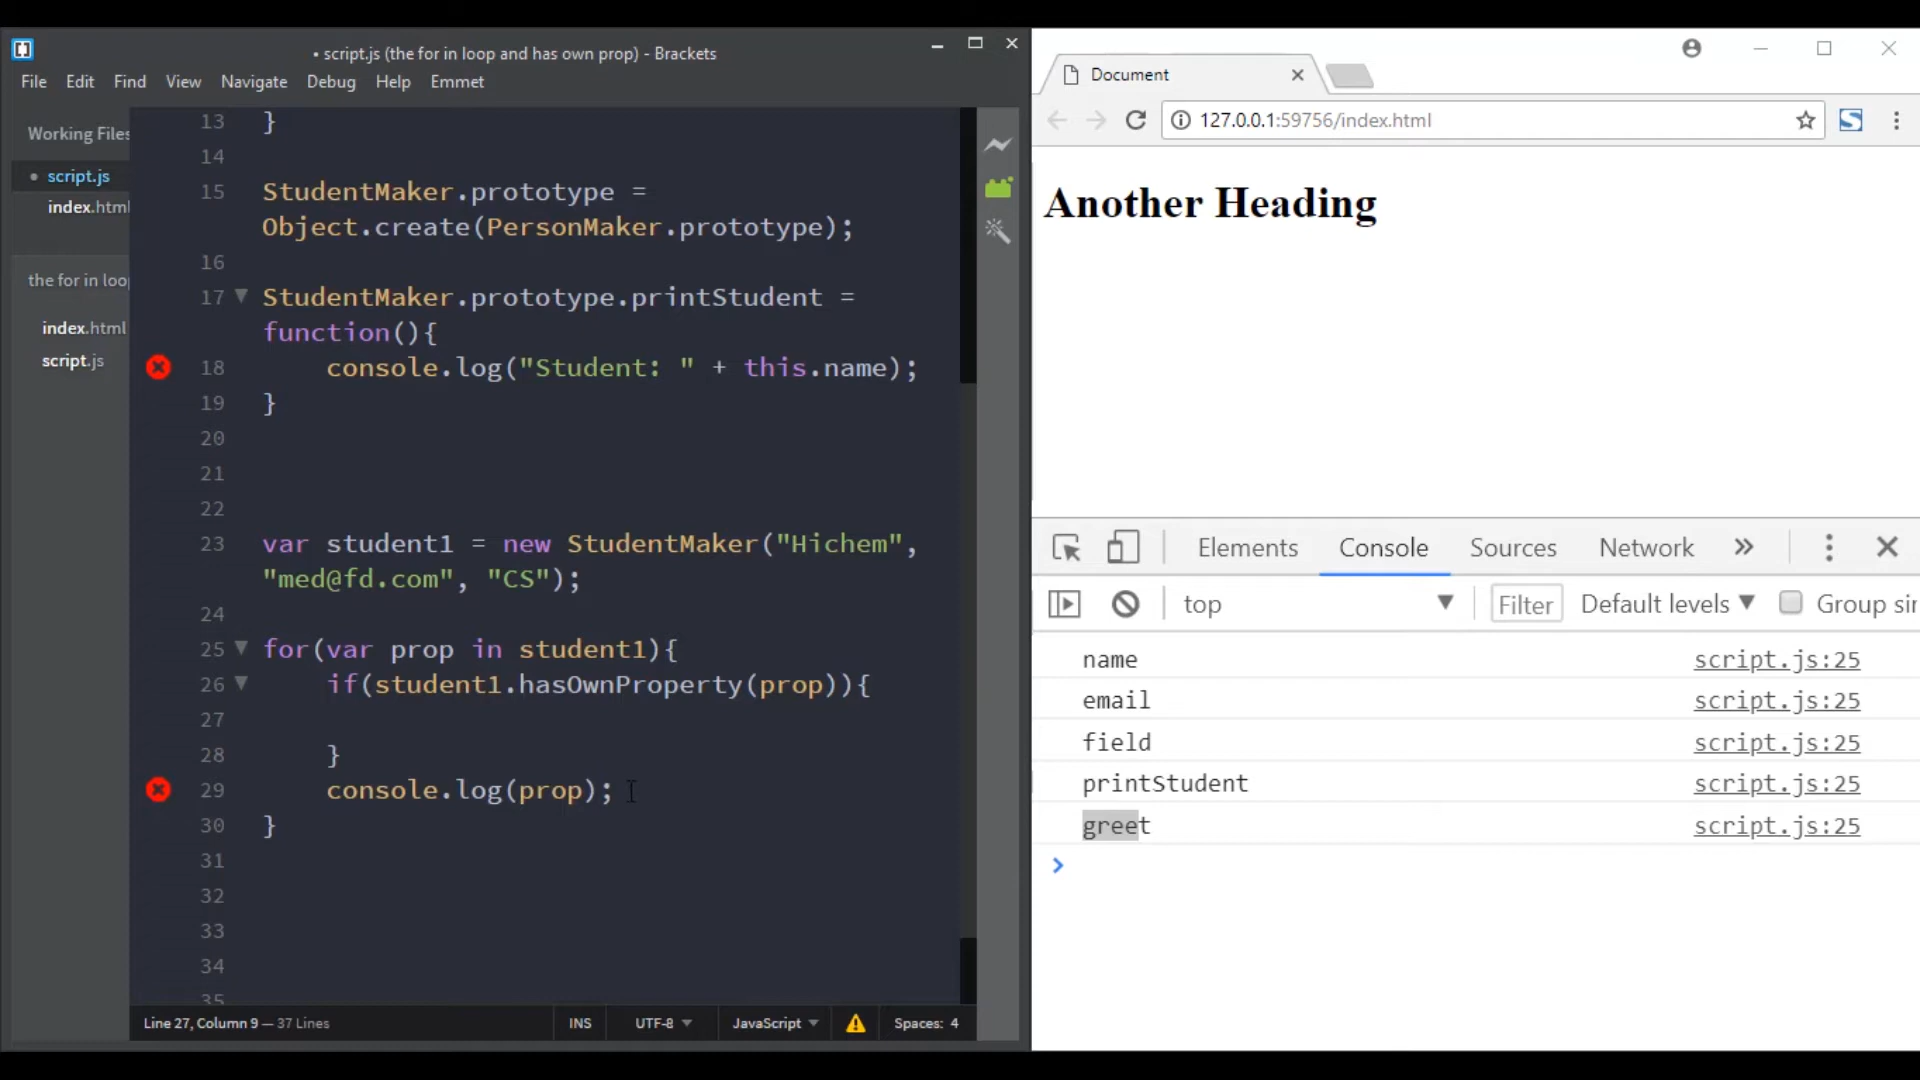 • script.js (the for in loop and has own prop) - Brackets
File Edit Find View Navigate Debug Help Emmet
Working Files
• script.js
index.html
the for in loo
index.html
script.js
13 }
14
15 StudentMaker.prototype =
Object.create(PersonMaker.prototype);
16
17 StudentMaker.prototype.printStudent =
function(){
18 console.log("Student: " + this.name);
19 }
20
21
22
23 var student1 = new StudentMaker("Hichem",
"med@fd.com", "CS");
24
25 for(var prop in student1){
26 if(student1.hasOwnProperty(prop)){
27
28 }
29 console.log(prop);
30 }
31
32
33
34
35
Line 27, Column 9 — 37 Lines
INS UTF-8 JavaScript Spaces: 4
Document
127.0.0.1:59756/index.html
Another Heading
Elements Console Sources Network »
top Filter Default levels Group sir
name script.js:25
email script.js:25
field script.js:25
printStudent script.js:25
greet script.js:25